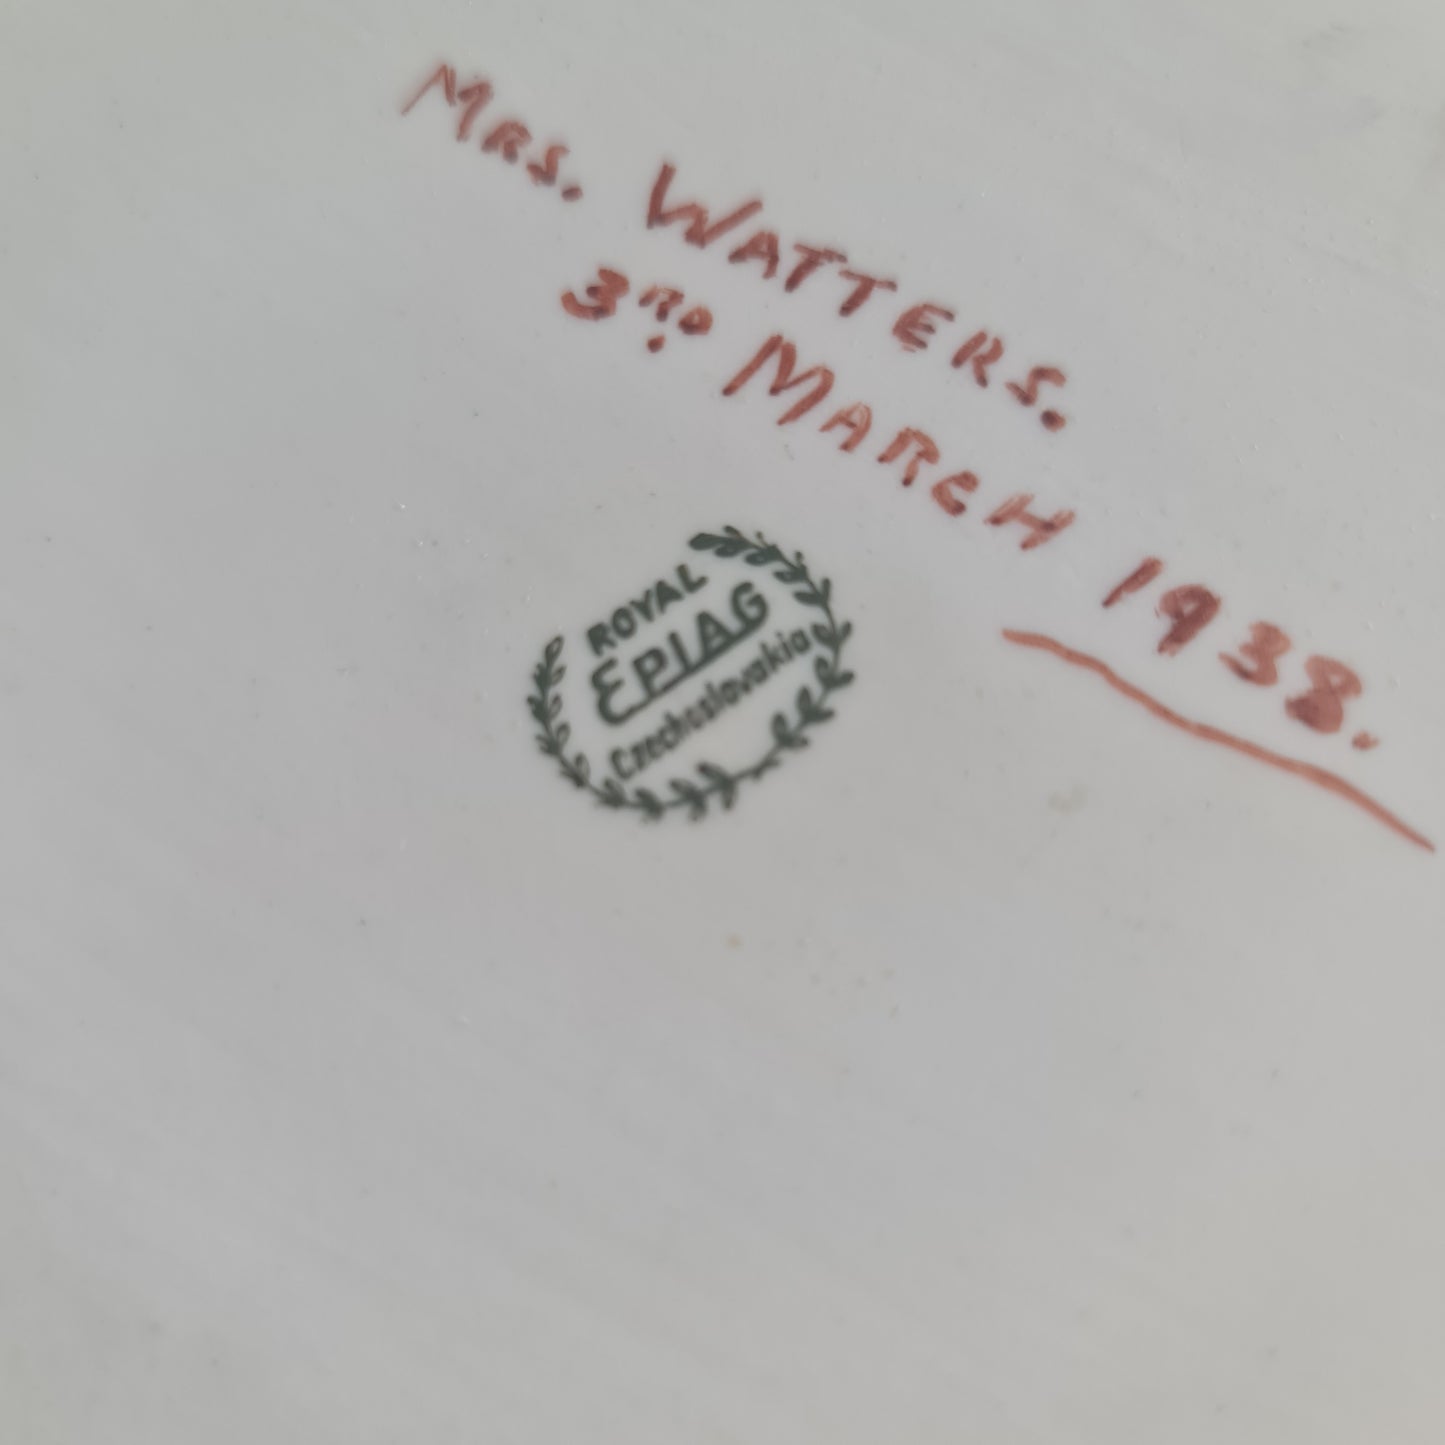 MRS. WATTERS.
3RD MARCH 1938.
ROYAL
EPIAG
Czechoslovakia